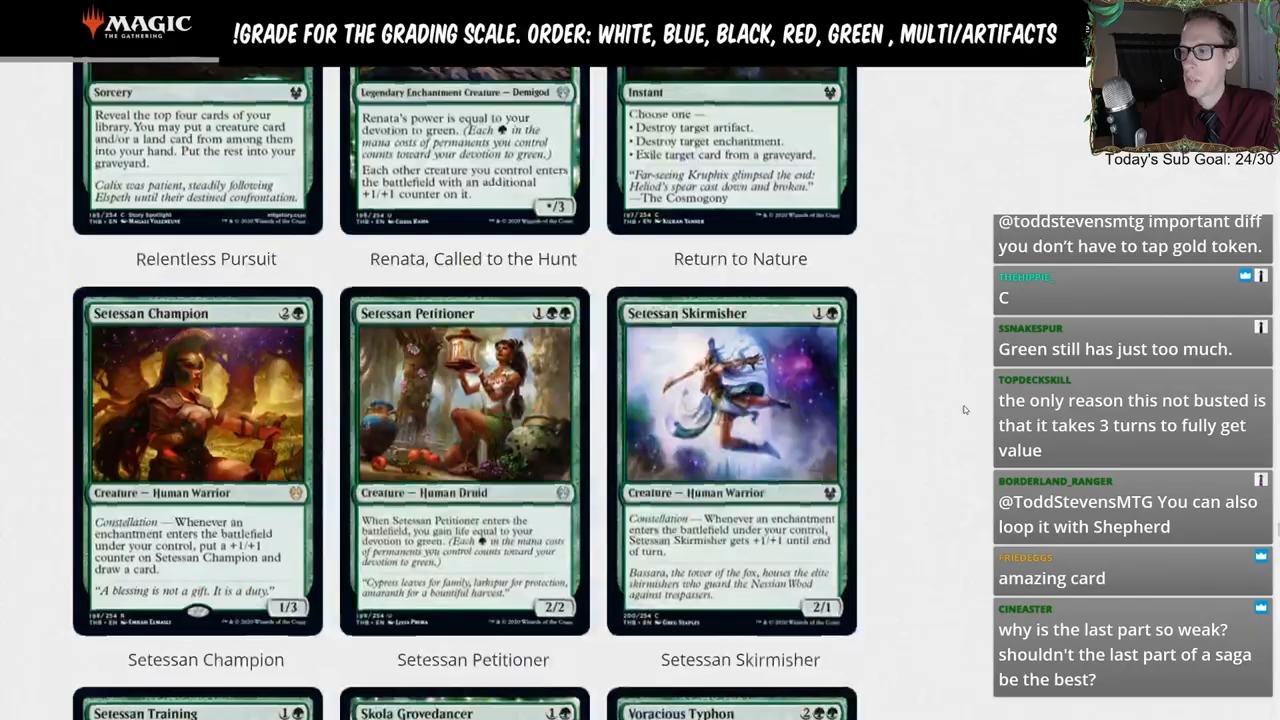 MAGIC
THE GATHERING
!GRADE FOR THE GRADING SCALE. ORDER: WHITE, BLUE, BLACK, RED, GREEN , MULTI/ARTIFACTS
Today's Sub Goal: 24/30
Sorcery
Reveal the top four cards of your
library. You may put a creature card
and/or a land card from among them
into your hand. Put the rest into your
graveyard.
Calix was patient, steadily following
Elspeth until their destined confrontation.
Relentless Pursuit
Legendary Enchantment Creature — Demigod
Renata's power is equal to your
devotion to green. (Each in the
mana costs of permanents you control
counts toward your devotion to green.)
Each other creature you control enters
the battlefield with an additional
+1/+1 counter on it.
*/3
Renata, Called to the Hunt
Instant
Choose one —
• Destroy target artifact.
• Destroy target enchantment.
• Exile target card from a graveyard.
"Far-seeing Kruphix glimpsed the end:
Heliod's spear cast down and broken."
—The Cosmogony
Return to Nature
Setessan Champion 2
Creature — Human Warrior
Constellation — Whenever an
enchantment enters the battlefield
under your control, put a +1/+1
counter on Setessan Champion and
draw a card.
"A blessing is not a gift. It is a duty."
1/3
Setessan Champion
Setessan Petitioner 1
Creature — Human Druid
When Setessan Petitioner enters the
battlefield, you gain life equal to your
devotion to green. (Each in the mana costs
of permanents you control counts toward your
devotion to green.)
"Cypress leaves for family, larkspur for protection,
amaranth for a bountiful harvest."
2/2
Setessan Petitioner
Setessan Skirmisher 1
Creature — Human Warrior
Constellation — Whenever an enchantment
enters the battlefield under your control,
Setessan Skirmisher gets +1/+1 until end
of turn.
Bassara, the tower of the fox, houses the elite
skirmishers who guard the Nessian Wood
against trespassers.
2/1
Setessan Skirmisher
Setessan Training 1
Skola Grovedancer 1
Voracious Typhon 2
@toddstevensmtg important diff
you don't have to tap gold token.
THEHIPPIE_
C
SSNAKESPUR
Green still has just too much.
TOPDECKSKILL
the only reason this not busted is
that it takes 3 turns to fully get
value
BORDERLAND_RANGER
@ToddStevensMTG You can also
loop it with Shepherd
FRIEDEGGS
amazing card
CINEASTER
why is the last part so weak?
shouldn't the last part of a saga
be the best?